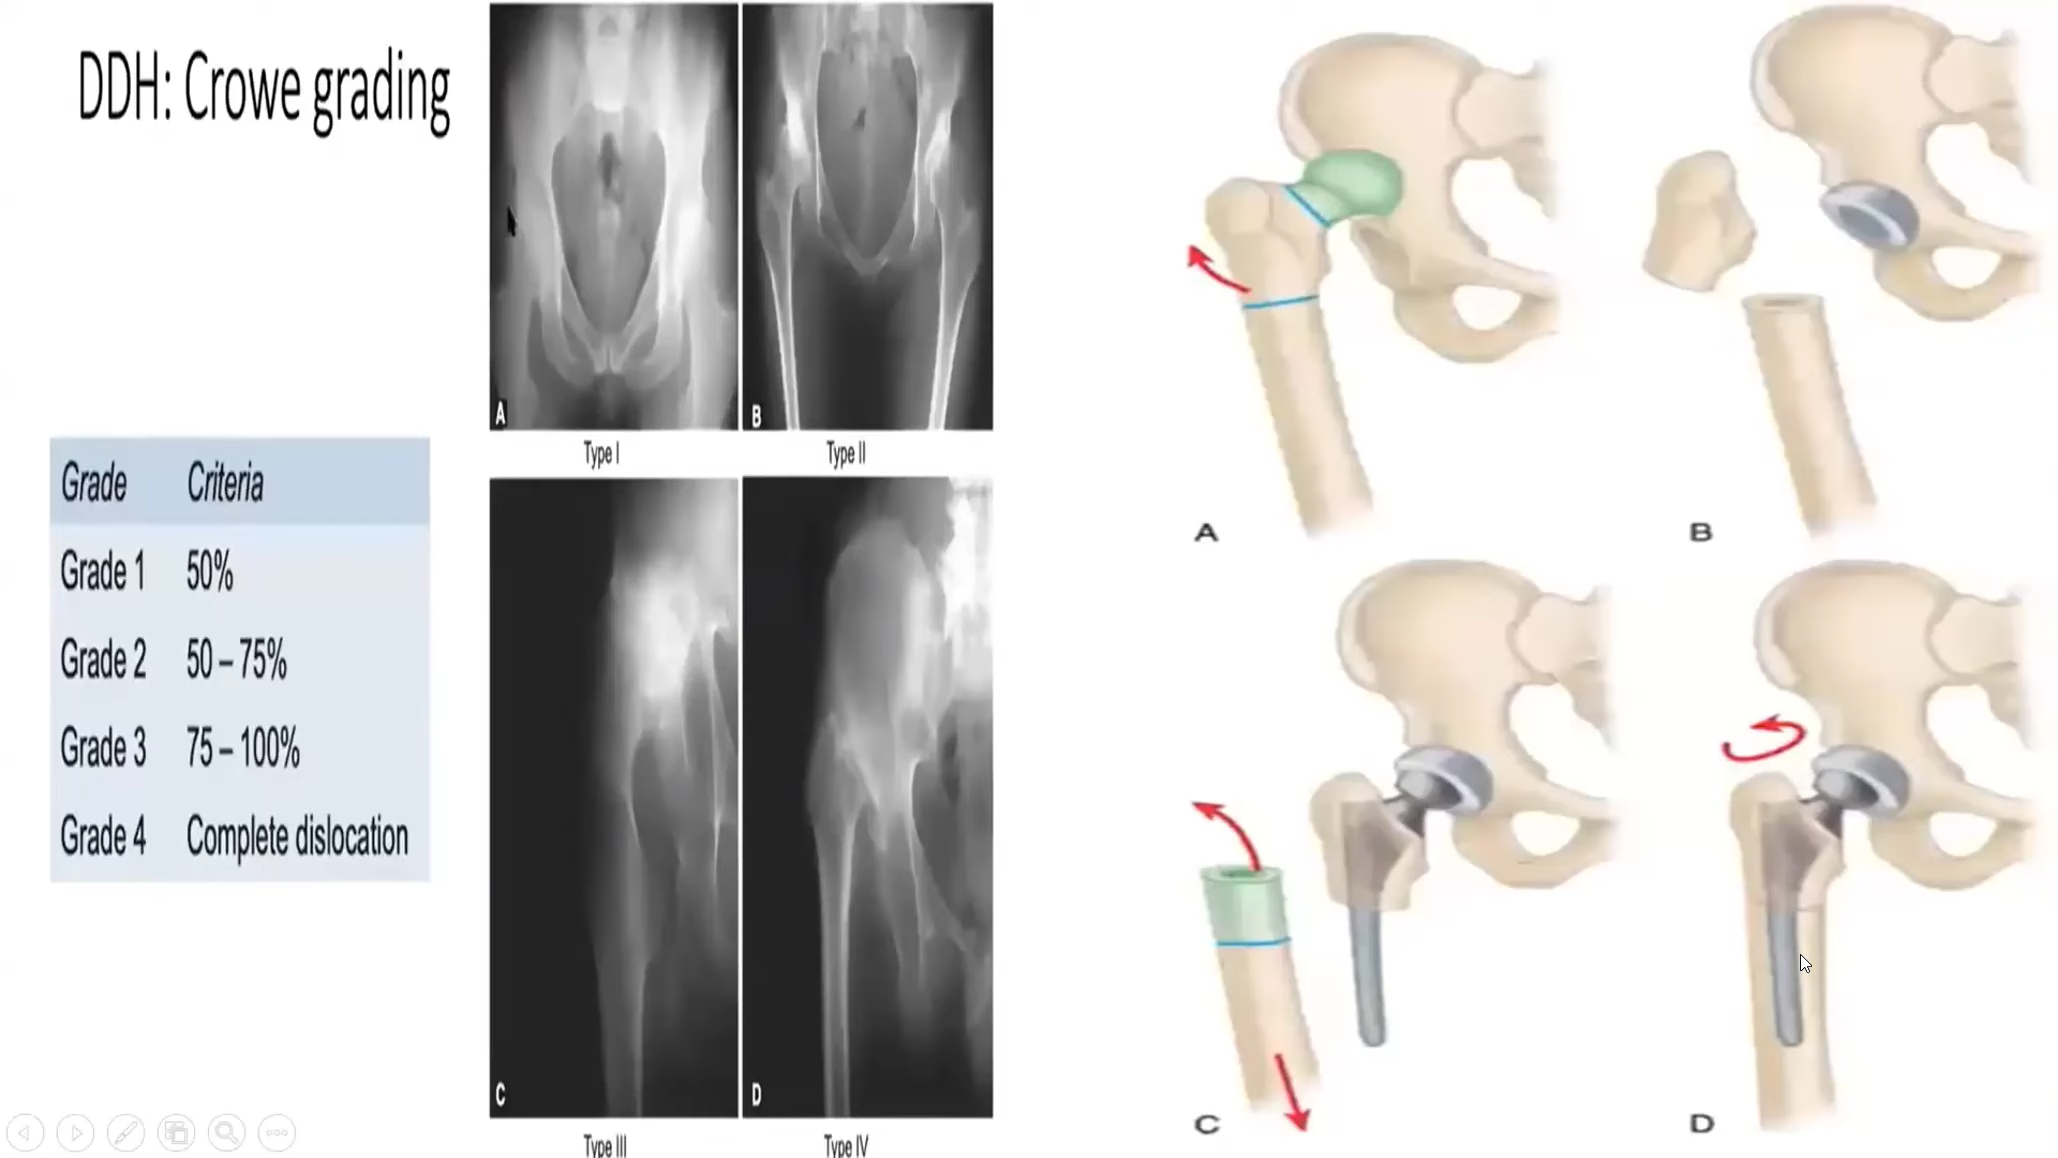 DDH: Crowe grading
Grade Criteria
Grade 1 50%
Grade 2 50 – 75%
Grade 3 75 – 100%
Grade 4 Complete dislocation
A
B
Type I
Type II
C
D
Type III
Type IV
A
B
C
D